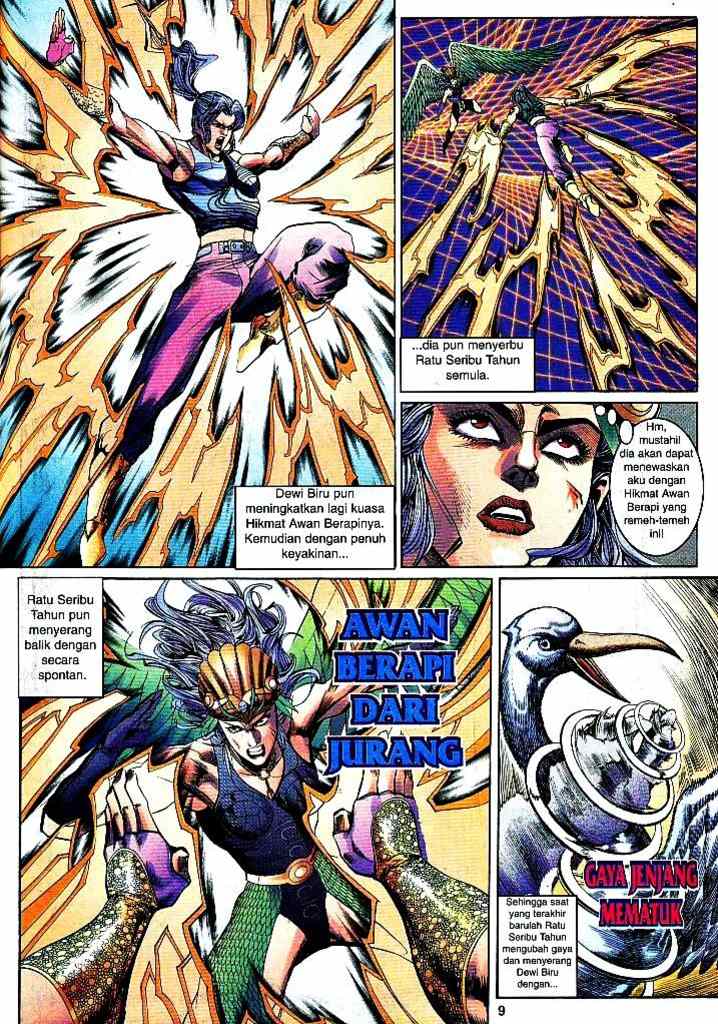 Dewi Biru pun
meningkatkan lagi kuasa
Hikmat Awan Berapinya.
Kemudian dengan penuh
keyakinan...
...dia pun menyerbu
Ratu Seribu Tahun
semula.
Hm,
mustahil
dia akan dapat
menewaskan
aku dengan
Hikmat Awan
Berapi yang
remeh-temeh
ini!
Ratu Seribu
Tahun pun
menyerang
balik dengan
secara
spontan.
AWAN
BERAPI
DARI
JURANG
GAYA JENJANG
MEMATUK
Sehingga saat
yang terakhir
barulah Ratu
Seribu Tahun
mengubah gaya
dan menyerang
Dewi Biru
dengan...
9